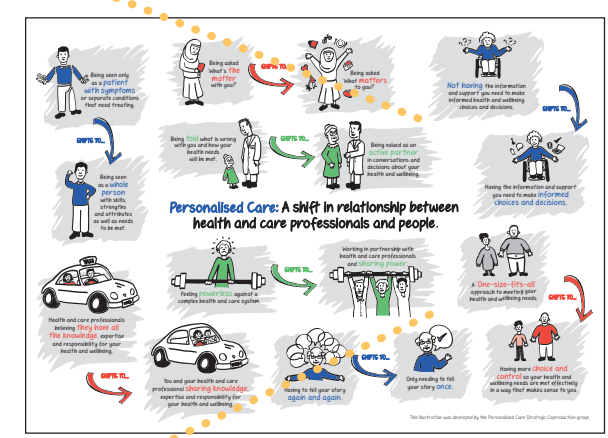 Being seen only
as a patient
with symptoms
or separate conditions
that need treating.
SHIFTS TO...
Being seen
as a whole
person
with skills,
strengths
and attributes
as well as needs
to be met.
Being asked
What's the
matter
with you?
SHIFTS TO...
Being asked
What matters
to you?
Not having the information
and support you need to make
informed health and wellbeing
choices and decisions.
SHIFTS TO...
Having the information and support
you need to make informed
choices and decisions.
Being told what is wrong
with you and how your
health needs
will be met.
SHIFTS TO...
Being valued as an
active partner
in conversations and
decisions about your
health and wellbeing.
Personalised Care: A shift in relationship between
health and care professionals and people.
Feeling powerless against a
complex health and care system.
SHIFTS TO...
Working in partnership with
health and care professionals
and sharing power.
A 'One-size-fits-all'
approach to meeting your
health and wellbeing needs.
SHIFTS TO...
Having more choice and
control so your health and
wellbeing needs are met effectively
in a way that makes sense to you.
Health and care professionals
believing they have all
the knowledge, expertise
and responsibility for your
health and wellbeing.
SHIFTS TO...
You and your health and care
professional sharing knowledge,
expertise and responsibility for
your health and wellbeing.
Having to tell your story
again and again.
SHIFTS TO...
Only needing to tell
your story once.
This illustration was developed by the Personalised Care Strategic Coproduction group.